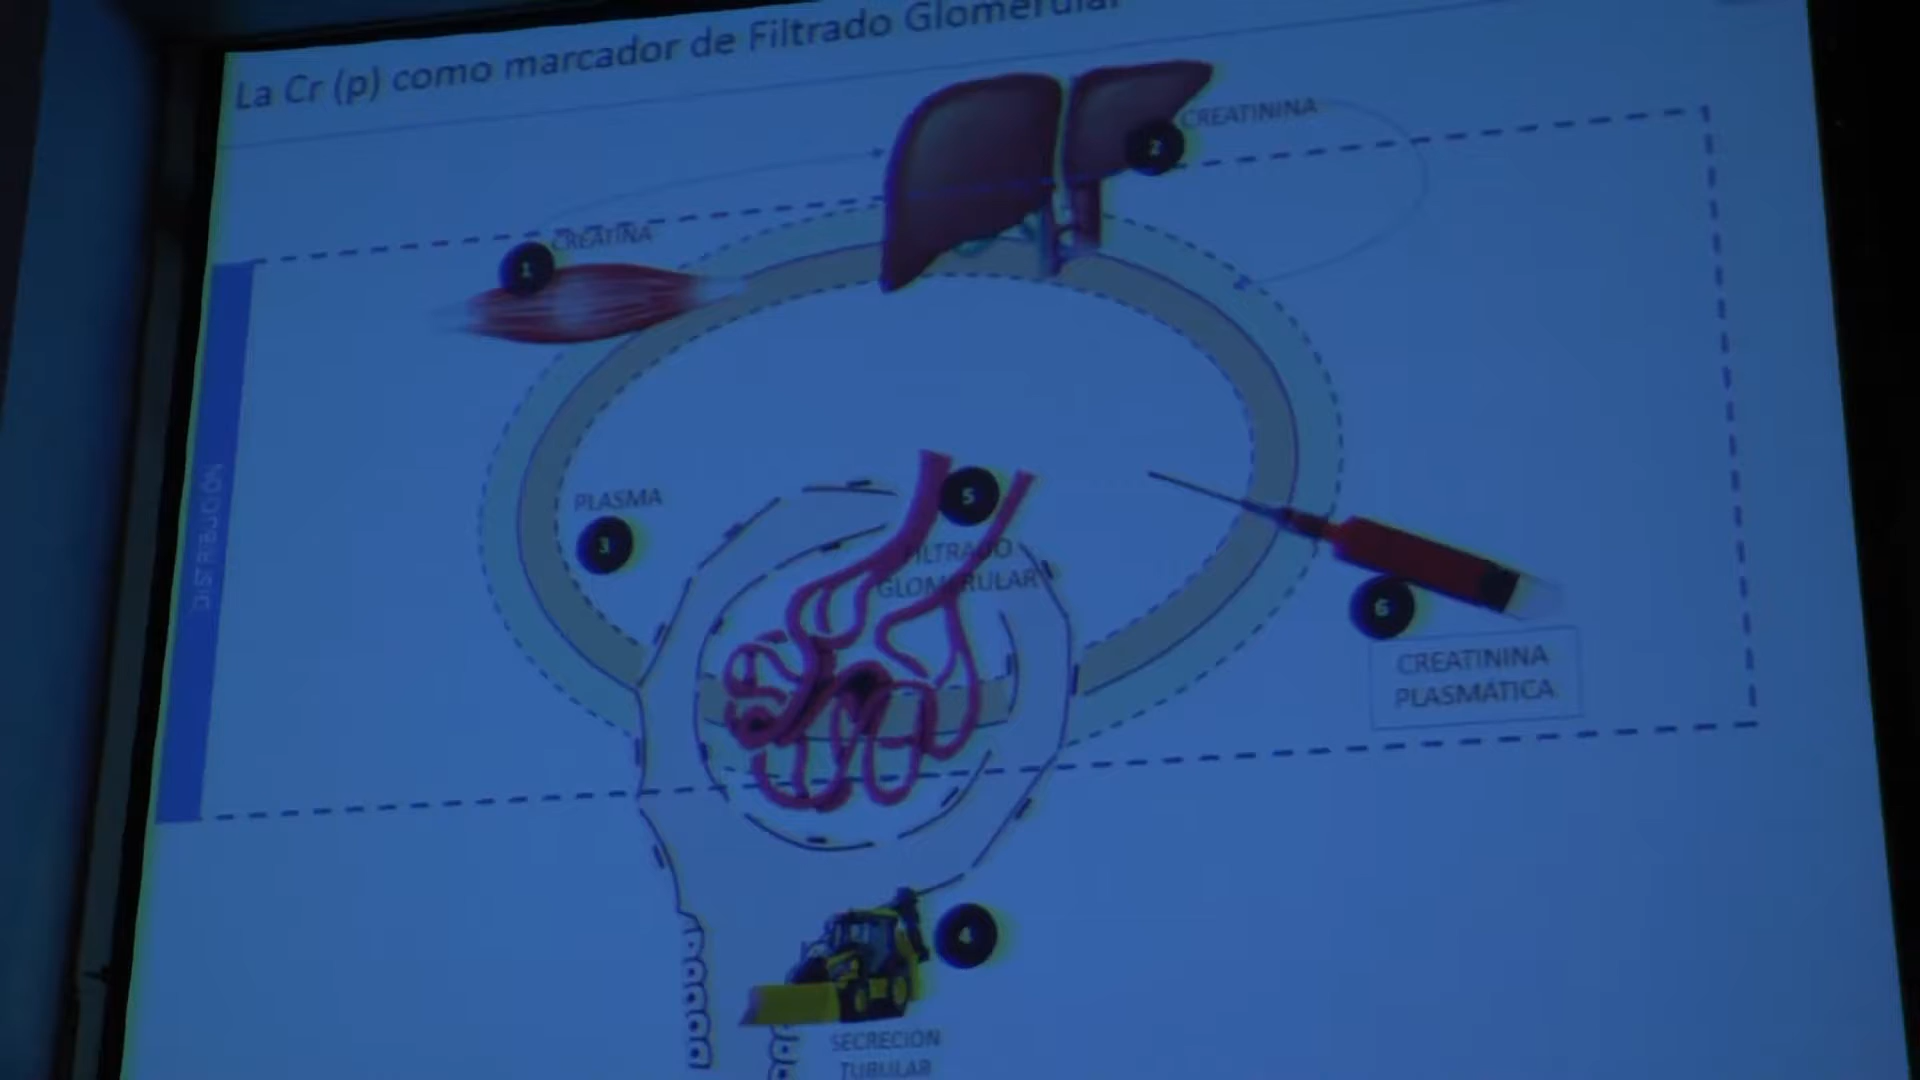 La Cr (p) como marcador de Filtrado Glomerular
CREATININA
2
CREATINA
1
DISTRIBUCIÓN
PLASMA
3
5
FILTRADO
GLOMERULAR
6
CREATININA
PLASMÁTICA
4
SECRECION
TUBULAR